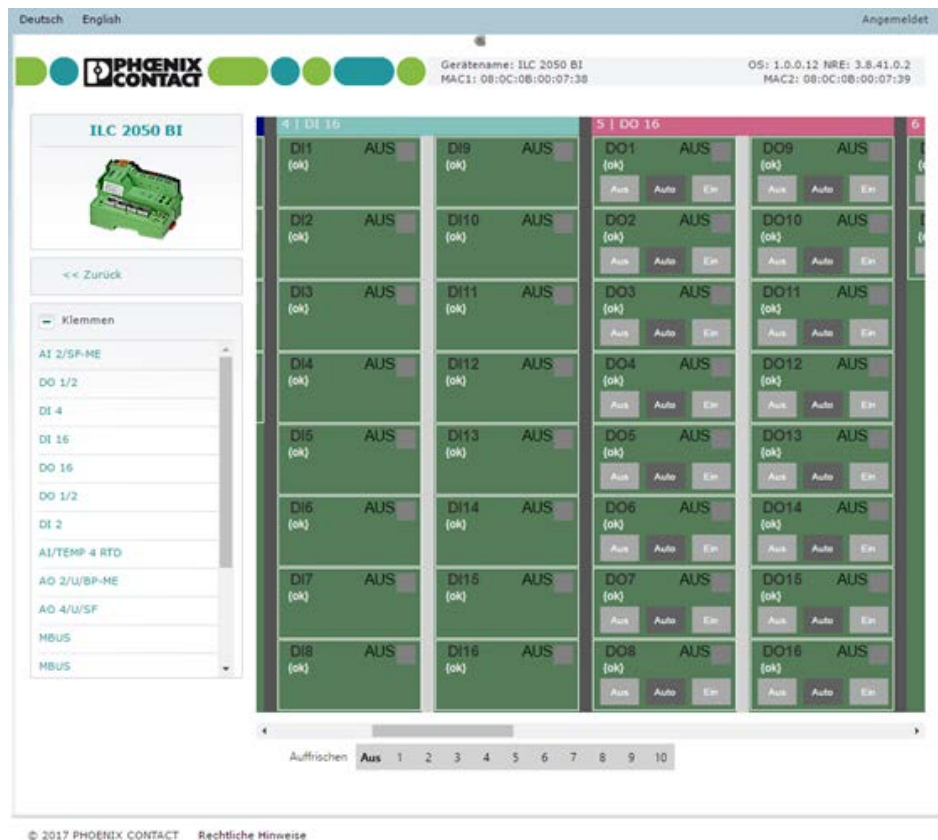 Deutsch English Angemeldet
PHŒNIX CONTACT
Gerätename: ILC 2050 BI OS: 1.0.0.12 NRE: 3.8.41.0.2
MAC1: 08:0C:0B:00:07:38 MAC2: 08:0C:0B:00:07:39
ILC 2050 BI
<< Zurück
Klemmen
AI 2/SF-ME
DO 1/2
DI 4
DI 16
DO 16
DO 1/2
DI 2
AI/TEMP 4 RTD
AO 2/U/BP-ME
AO 4/U/SF
MBUS
MBUS
4 | DI 16 5 | DO 16 6
DI1 AUS DI9 AUS DO1 AUS DO9 AUS
{ok} {ok} {ok} {ok}
Aus Auto Ein Aus Auto Ein
DI2 AUS DI10 AUS DO2 AUS DO10 AUS
{ok} {ok} {ok} {ok}
Aus Auto Ein Aus Auto Ein
DI3 AUS DI11 AUS DO3 AUS DO11 AUS
{ok} {ok} {ok} {ok}
Aus Auto Ein Aus Auto Ein
DI4 AUS DI12 AUS DO4 AUS DO12 AUS
{ok} {ok} {ok} {ok}
Aus Auto Ein Aus Auto Ein
DI5 AUS DI13 AUS DO5 AUS DO13 AUS
{ok} {ok} {ok} {ok}
Aus Auto Ein Aus Auto Ein
DI6 AUS DI14 AUS DO6 AUS DO14 AUS
{ok} {ok} {ok} {ok}
Aus Auto Ein Aus Auto Ein
DI7 AUS DI15 AUS DO7 AUS DO15 AUS
{ok} {ok} {ok} {ok}
Aus Auto Ein Aus Auto Ein
DI8 AUS DI16 AUS DO8 AUS DO16 AUS
{ok} {ok} {ok} {ok}
Aus Auto Ein Aus Auto Ein
Auffrischen Aus 1 2 3 4 5 6 7 8 9 10
© 2017 PHOENIX CONTACT Rechtliche Hinweise